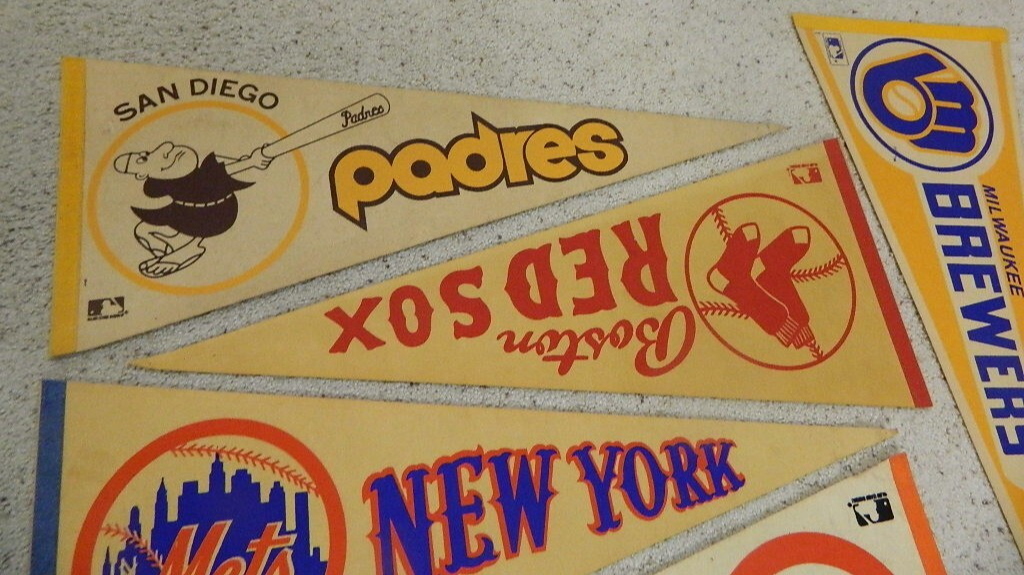 SAN DIEGO
Padres
padres
Boston
RED SOX
Mets
NEW YORK
MILWAUKEE
BREWERS